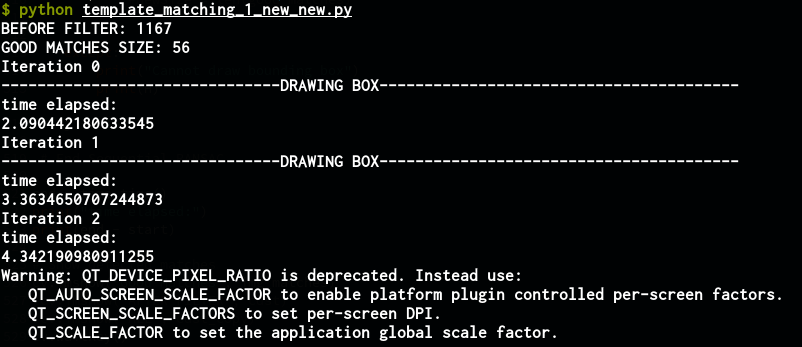 $ python template_matching_1_new_new.py
BEFORE FILTER: 1167
GOOD MATCHES SIZE: 56
Iteration 0
-------------------------------DRAWING BOX----------------------------------------
time elapsed:
2.090442180633545
Iteration 1
-------------------------------DRAWING BOX----------------------------------------
time elapsed:
3.3634650707244873
Iteration 2
time elapsed:
4.342190980911255
Warning: QT_DEVICE_PIXEL_RATIO is deprecated. Instead use:
   QT_AUTO_SCREEN_SCALE_FACTOR to enable platform plugin controlled per-screen factors.
   QT_SCREEN_SCALE_FACTORS to set per-screen DPI.
   QT_SCALE_FACTOR to set the application global scale factor.